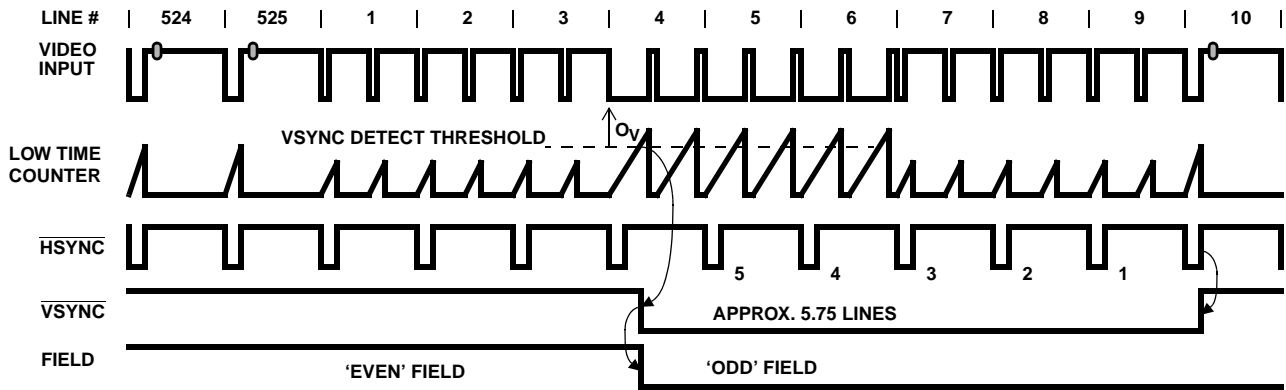 LINE # | 524 | 525 | 1 | 2 | 3 | 4 | 5 | 6 | 7 | 8 | 9 | 10 |
VIDEO
INPUT
VSYNC DETECT THRESHOLD
OV
LOW TIME
COUNTER
HSYNC
5 4 3 2 1
VSYNC
APPROX. 5.75 LINES
FIELD
‘EVEN’ FIELD
‘ODD’ FIELD